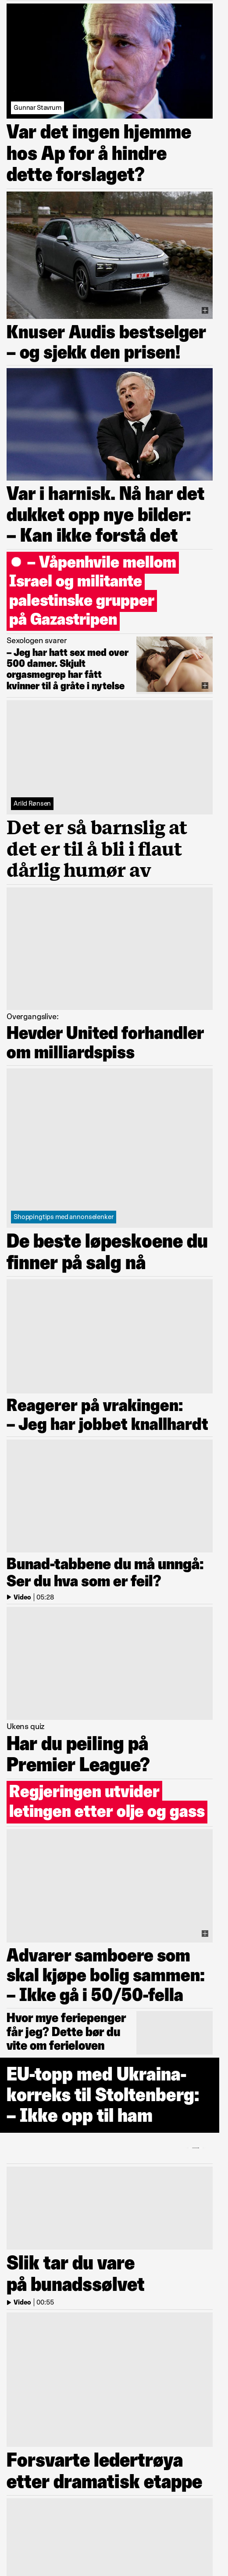 Gunnar Stavrum
Var det ingen hjemme
hos Ap for å hindre
dette forslaget?
Knuser Audis bestselger
– og sjekk den prisen!
Var i harnisk. Nå har det
dukket opp nye bilder:
– Kan ikke forstå det
– Våpenhvile mellom
Israel og militante
palestinske grupper
på Gazastripen
Sexologen svarer
– Jeg har hatt sex med over
500 damer. Skjult
orgasmegrep har fått
kvinner til å gråte i nytelse
Arild Rønsen
Det er så barnslig at
det er til å bli i flaut
dårlig humør av
Overgangslive:
Hevder United forhandler
om milliardspiss
Shoppingtips med annonselenker
De beste løpeskoene du
finner på salg nå
Reagerer på vrakingen:
– Jeg har jobbet knallhardt
Bunad-tabbene du må unngå:
Ser du hva som er feil?
Video | 05:28
Ukens quiz
Har du peiling på
Premier League?
Regjeringen utvider
letingen etter olje og gass
Advarer samboere som
skal kjøpe bolig sammen:
– Ikke gå i 50/50-fella
Hvor mye feriepenger
får jeg? Dette bør du
vite om ferieloven
EU-topp med Ukraina-
korreks til Stoltenberg:
– Ikke opp til ham
Slik tar du vare
på bunadssølvet
Video | 00:55
Forsvarte ledertrøya
etter dramatisk etappe